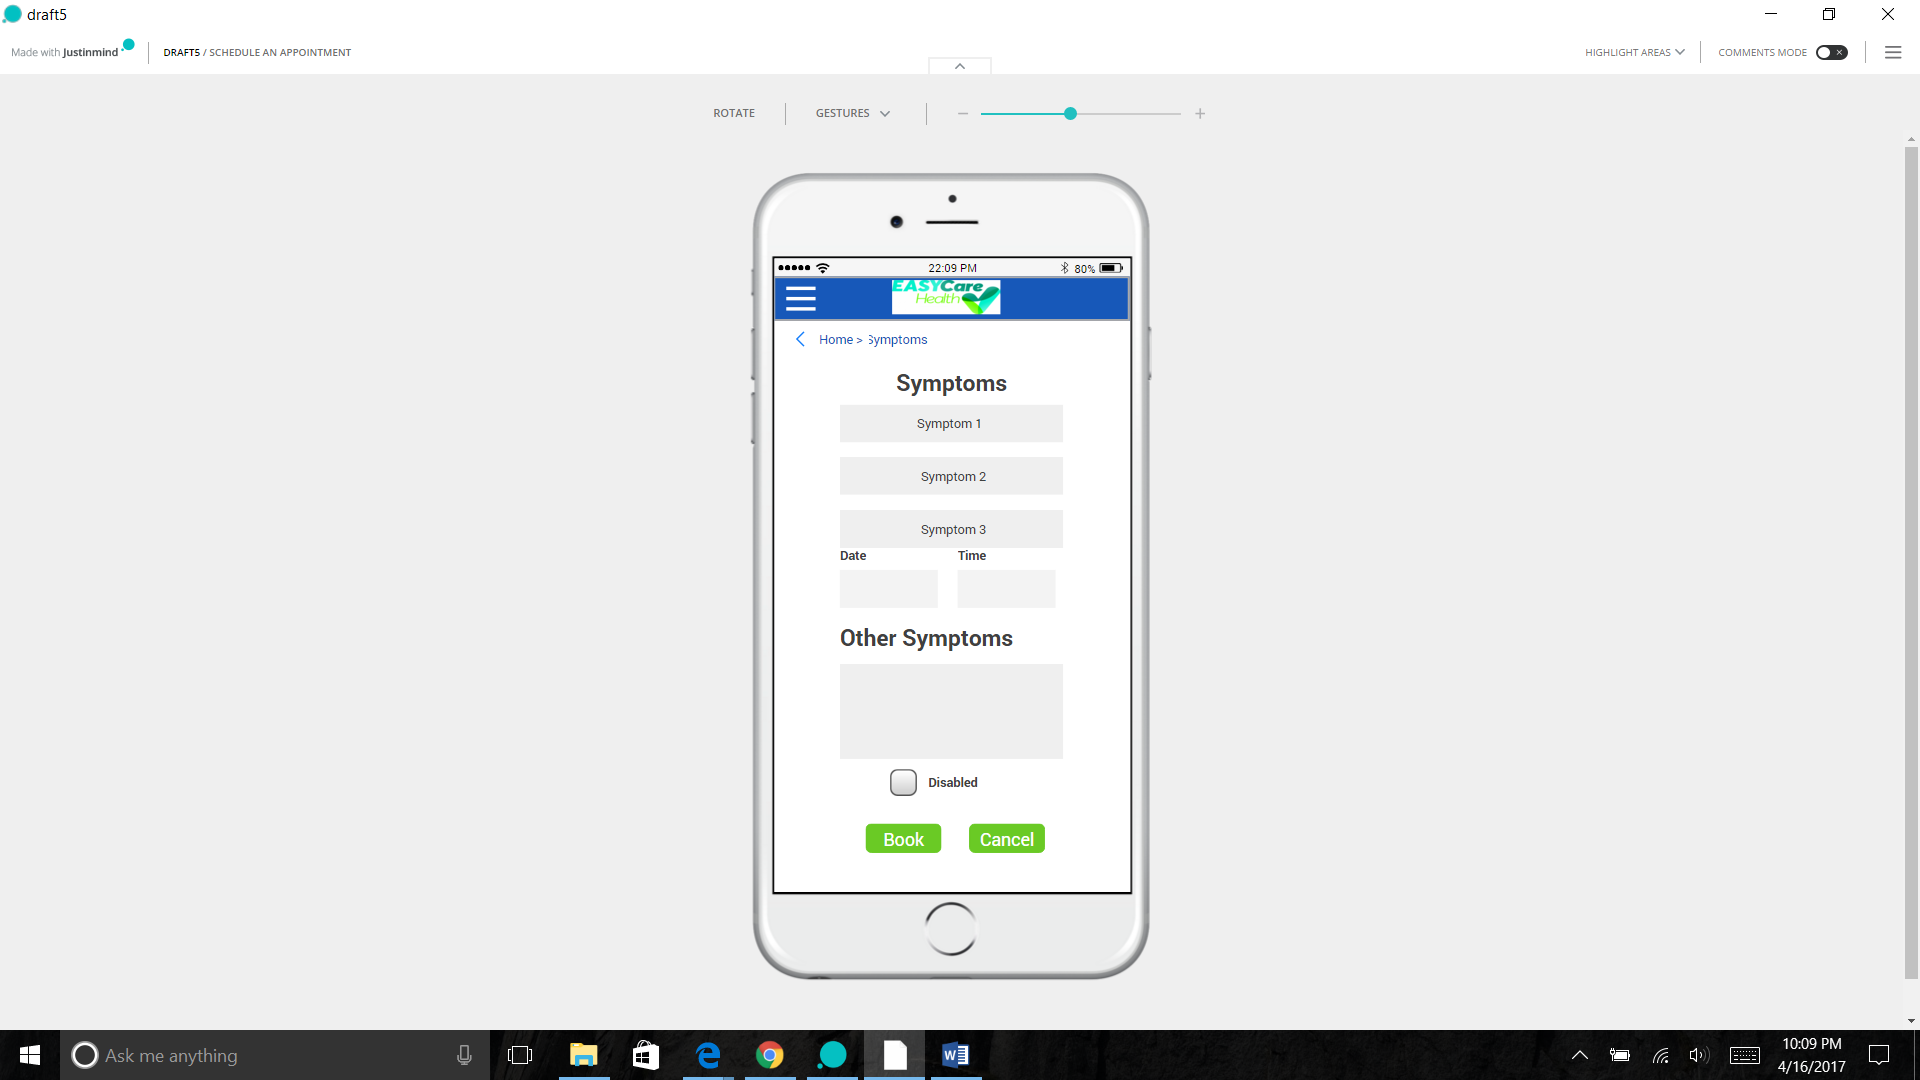 draft5
Made with Justinmind
DRAFT5 / SCHEDULE AN APPOINTMENT
HIGHLIGHT AREAS
COMMENTS MODE
ROTATE
GESTURES
22:09 PM
80%
EASYCare
Health
Home > Symptoms
Symptoms
Symptom 1
Symptom 2
Symptom 3
Date Time
Other Symptoms
Disabled
Book Cancel
Ask me anything
10:09 PM
4/16/2017